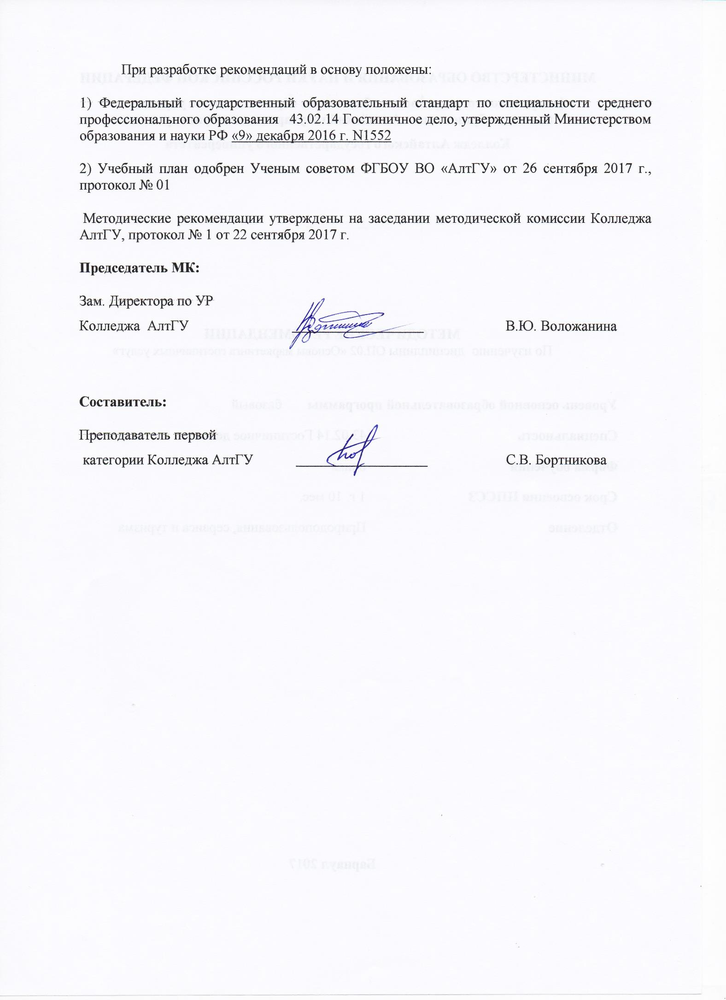 При разработке рекомендаций в основу положены:
1) Федеральный государственный образовательный стандарт по специальности среднего
профессионального образования 43.02.14 Гостиничное дело, утвержденный Министерством
образования и науки РФ «9» декабря 2016 г. N1552
2) Учебный план одобрен Ученым советом ФГБОУ ВО «АлтГУ» от 26 сентября 2017 г.,
протокол № 01
Методические рекомендации утверждены на заседании методической комиссии Колледжа
АлтГУ, протокол № 1 от 22 сентября 2017 г.
Председатель МК:
Зам. Директора по УР
Колледжа АлтГУ В.Ю. Воложанина
Составитель:
Преподаватель первой
категории Колледжа АлтГУ С.В. Бортникова